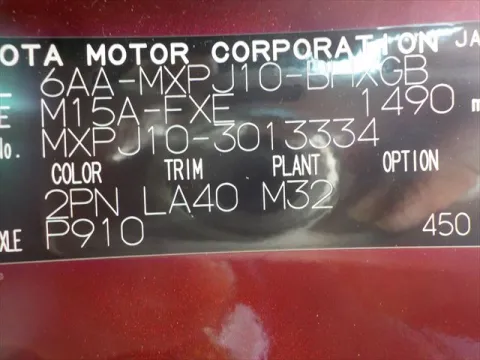 OTA MOTOR CORPORATION JA
6AA-MXPJ10-BHXGB
E M15A-FXE 1490 m
No. MXPJ10-3013334
COLOR TRIM PLANT OPTION
2PN LA40 M32
XLE P910 450